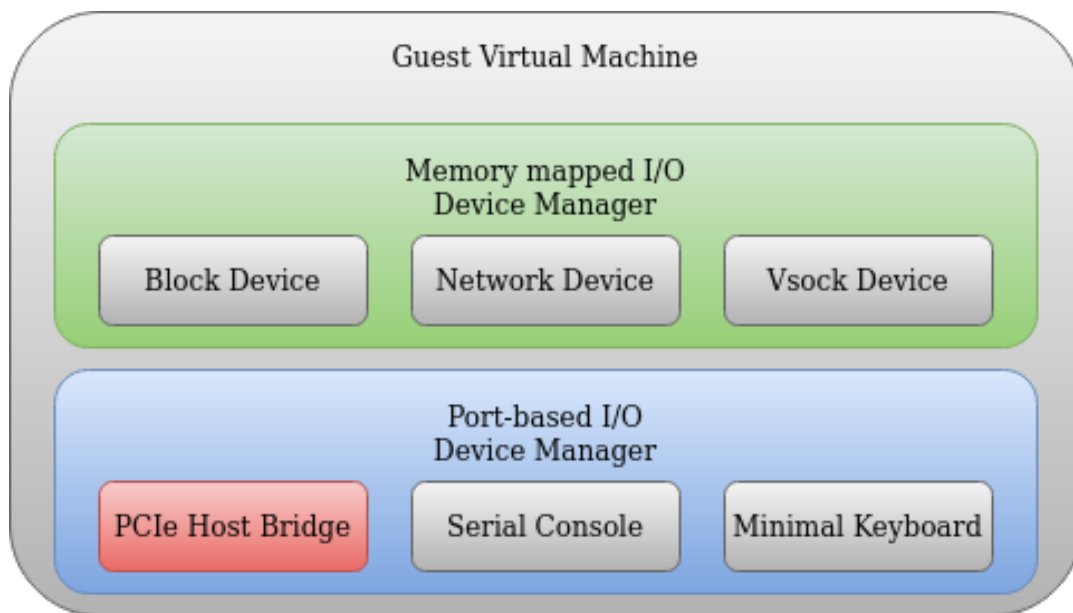 Guest Virtual Machine
Memory mapped I/O
Device Manager
Block Device
Network Device
Vsock Device
Port-based I/O
Device Manager
PCIe Host Bridge
Serial Console
Minimal Keyboard